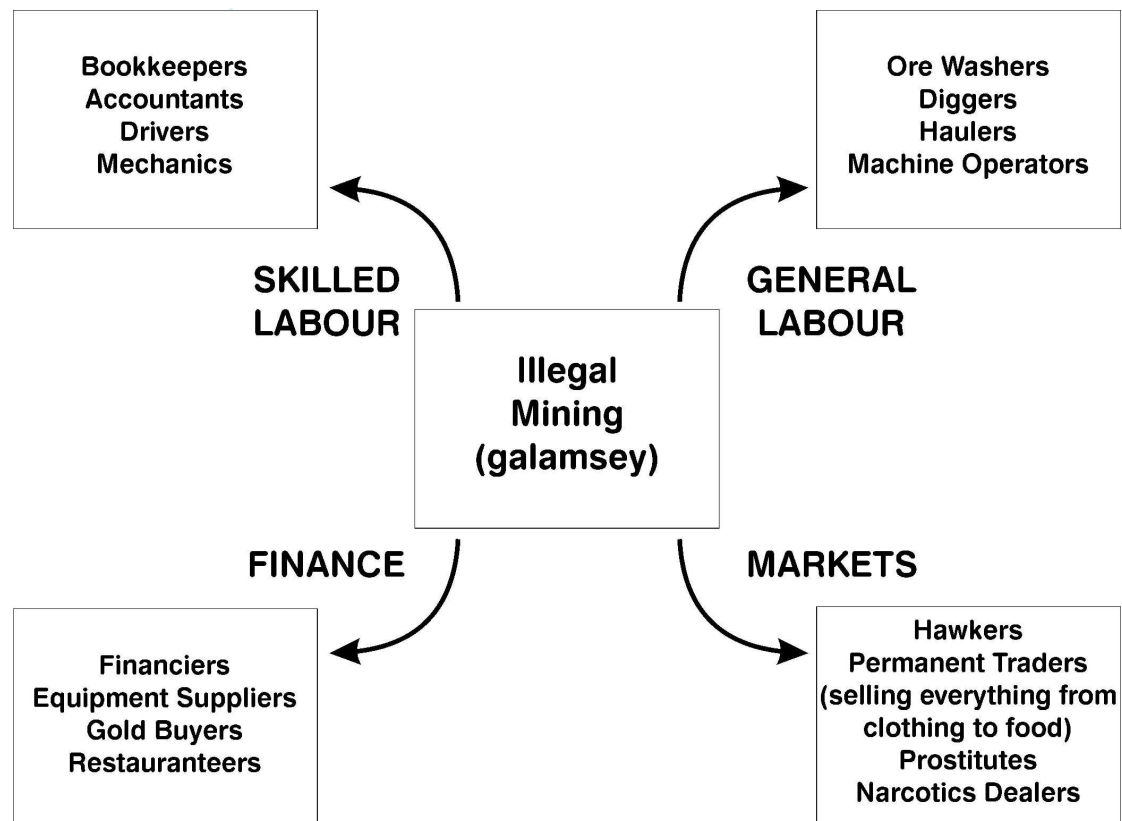 Bookkeepers
Accountants
Drivers
Mechanics
Ore Washers
Diggers
Haulers
Machine Operators
SKILLED
LABOUR
GENERAL
LABOUR
Illegal
Mining
(galamsey)
FINANCE
MARKETS
Financiers
Equipment Suppliers
Gold Buyers
Restauranteers
Hawkers
Permanent Traders
(selling everything from
clothing to food)
Prostitutes
Narcotics Dealers